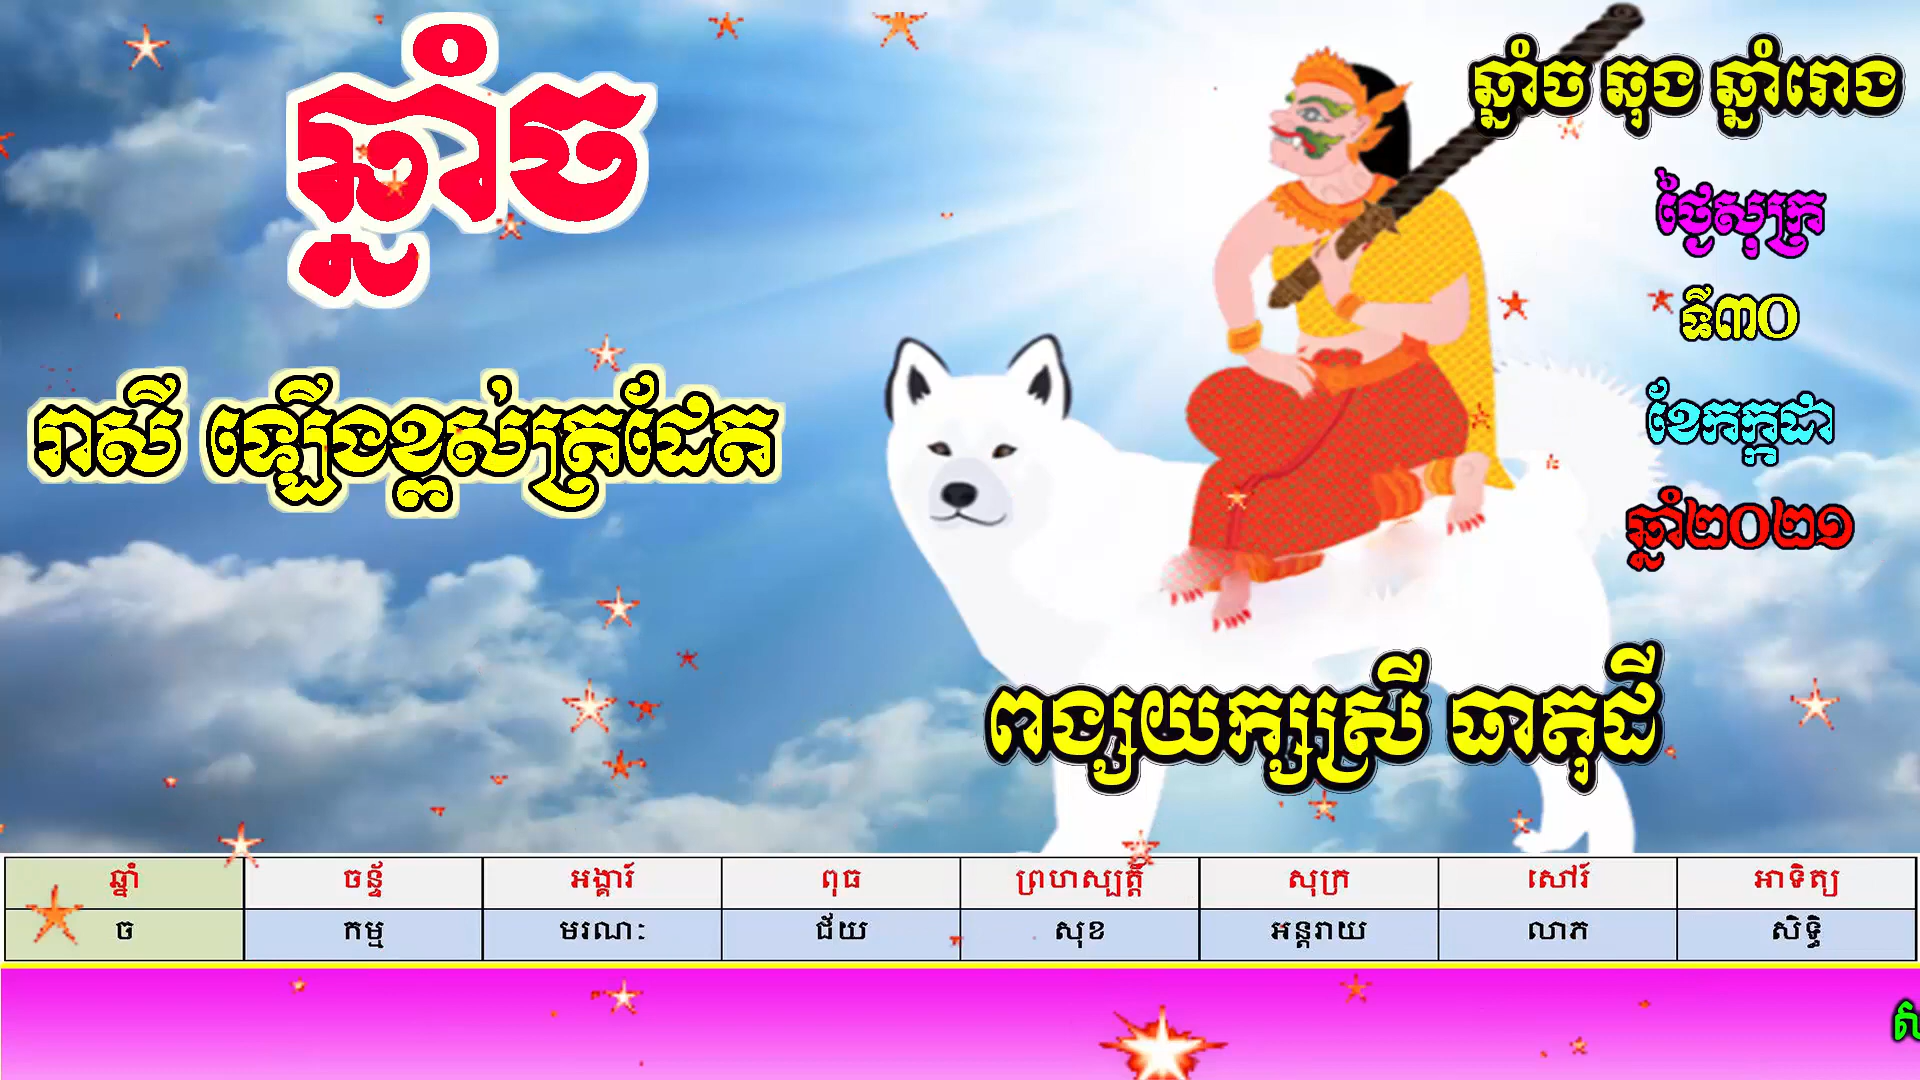 ឆ្នាំច
រាសី ឡើងខ្ពស់ត្រដែត
ឆ្នាំច ឆុង ឆ្នាំរោង
ថ្ងៃសុក្រ
ទី៣០
ខែកក្កដា
ឆ្នាំ២០២១
ពង្សយក្សស្រី ធាតុដី
ឆ្នាំ ចន្ទ័ អង្គារ៍ ពុធ ព្រហស្បត្តិ៍ សុក្រ សៅរ៍ អាទិត្យ
ច កម្ម មរណៈ ជ័យ សុខ អន្តរាយ លាភ សិទ្ធិ